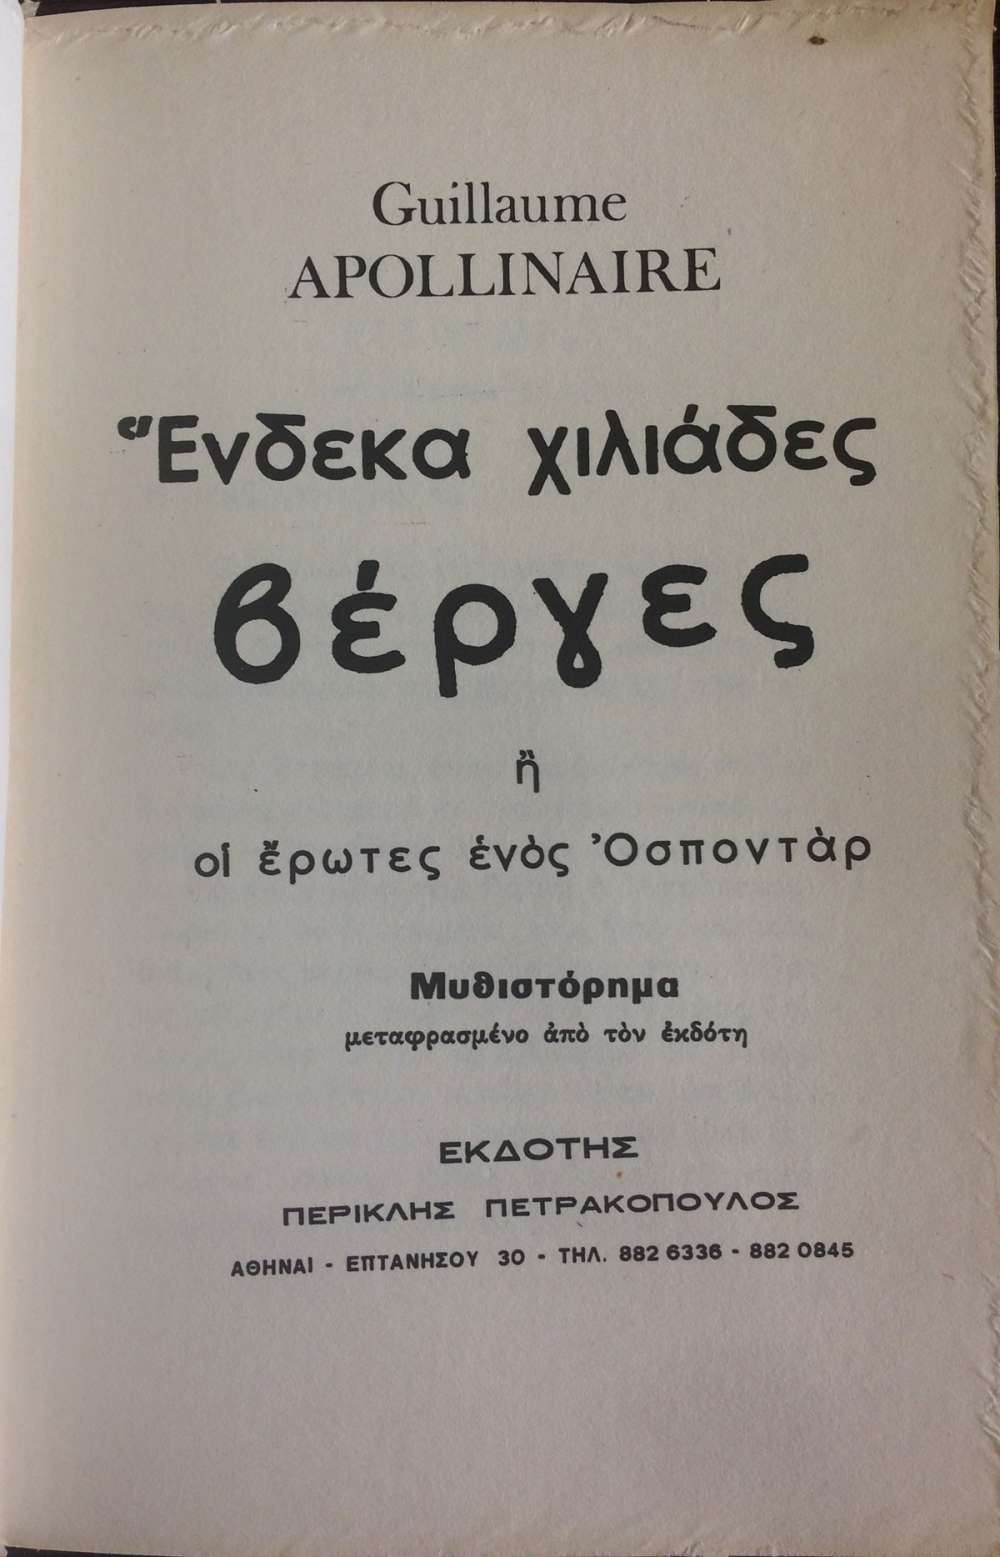 Guillaume
APOLLINAIRE
Ἕνδεκα χιλιάδες
βέργες
ἢ
οἱ ἔρωτες ἑνὸς Ὀσποντὰρ
Μυθιστόρημα
μεταφρασμένο ἀπὸ τὸν ἐκδότη
ΕΚΔΟΤΗΣ
ΠΕΡΙΚΛΗΣ ΠΕΤΡΑΚΟΠΟΥΛΟΣ
ΑΘΗΝΑΙ - ΕΠΤΑΝΗΣΟΥ 30 - ΤΗΛ. 882 6336 - 882 0845